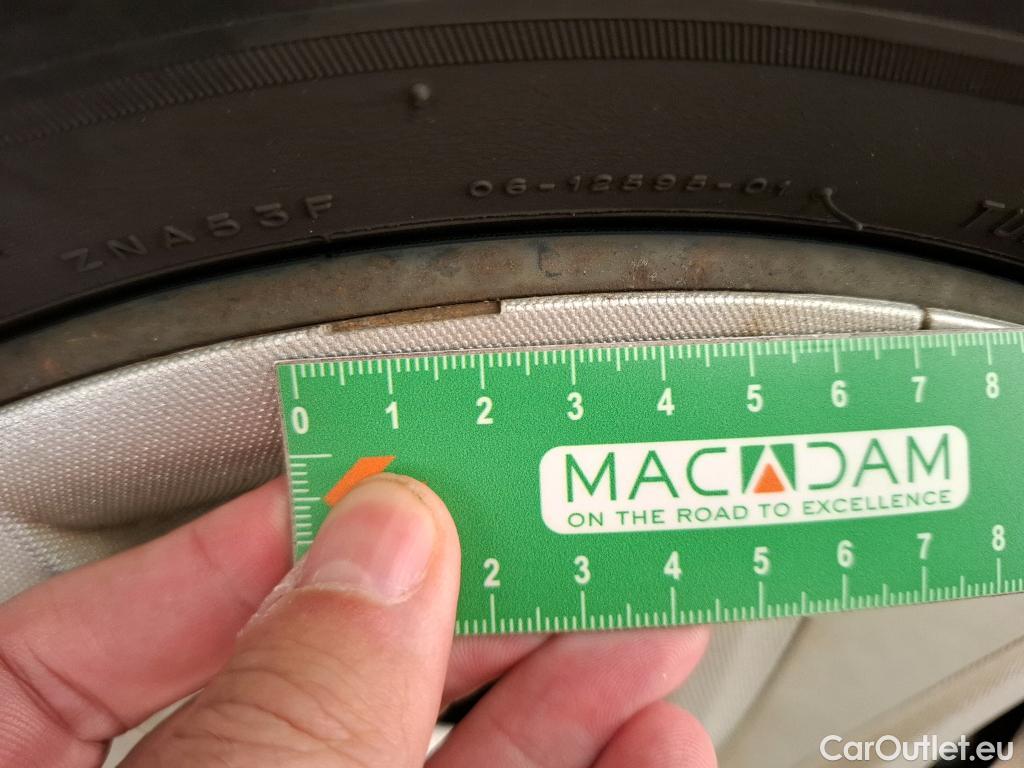 ZNA53F
06-12595-01
0 1 2 3 4 5 6 7 8
MACADAM
ON THE ROAD TO EXCELLENCE
2 3 4 5 6 7 8
CarOutlet.eu